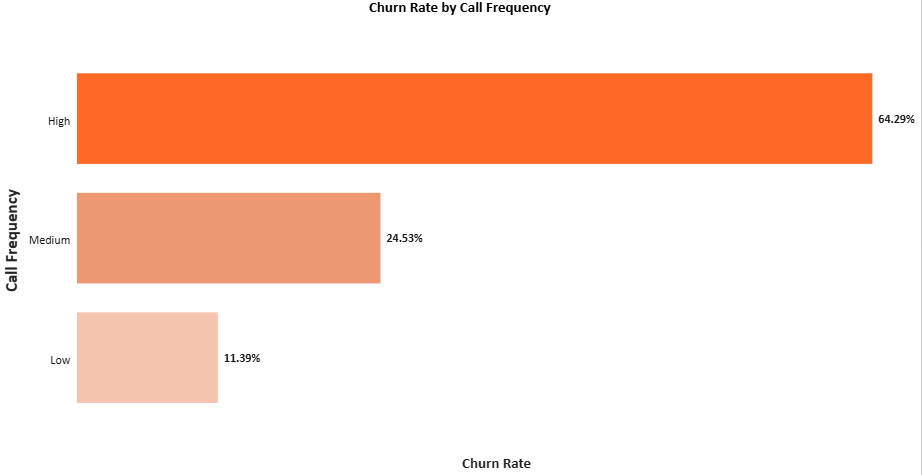 Churn Rate by Call Frequency
High
64.29%
Call Frequency
Medium
24.53%
Low
11.39%
Churn Rate